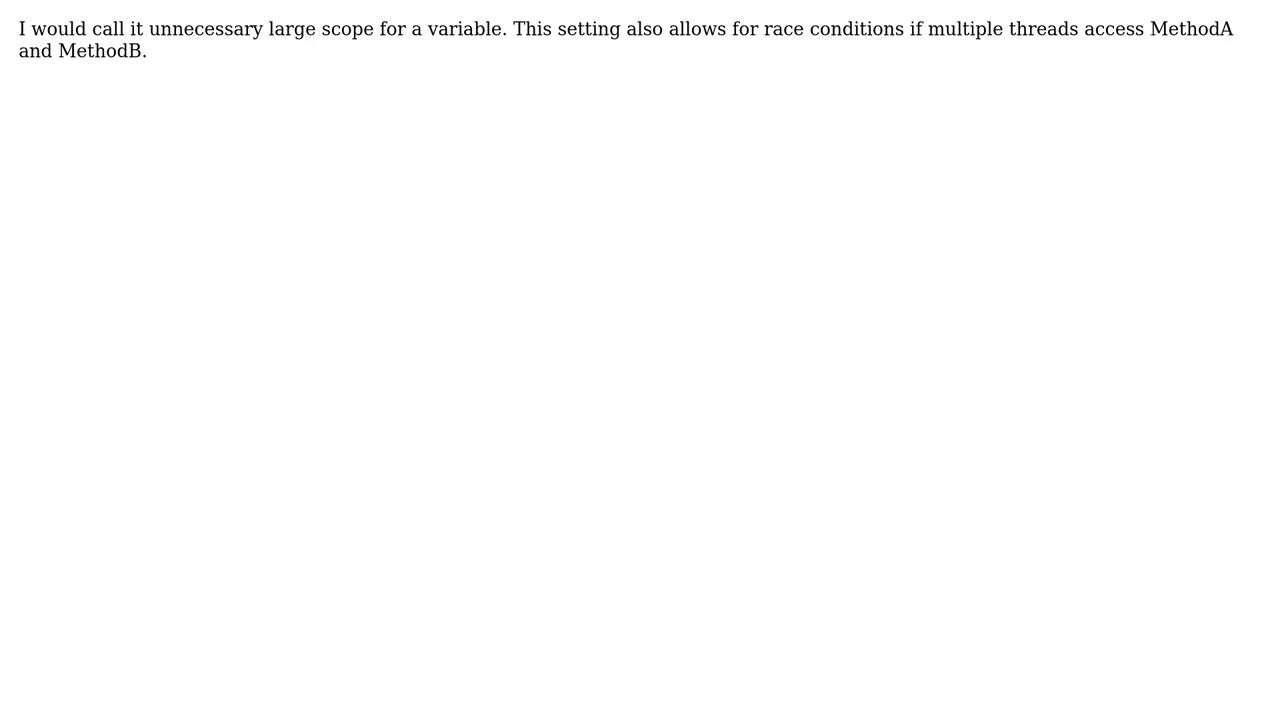 I would call it unnecessary large scope for a variable. This setting also allows for race conditions if multiple threads access MethodA
and MethodB.